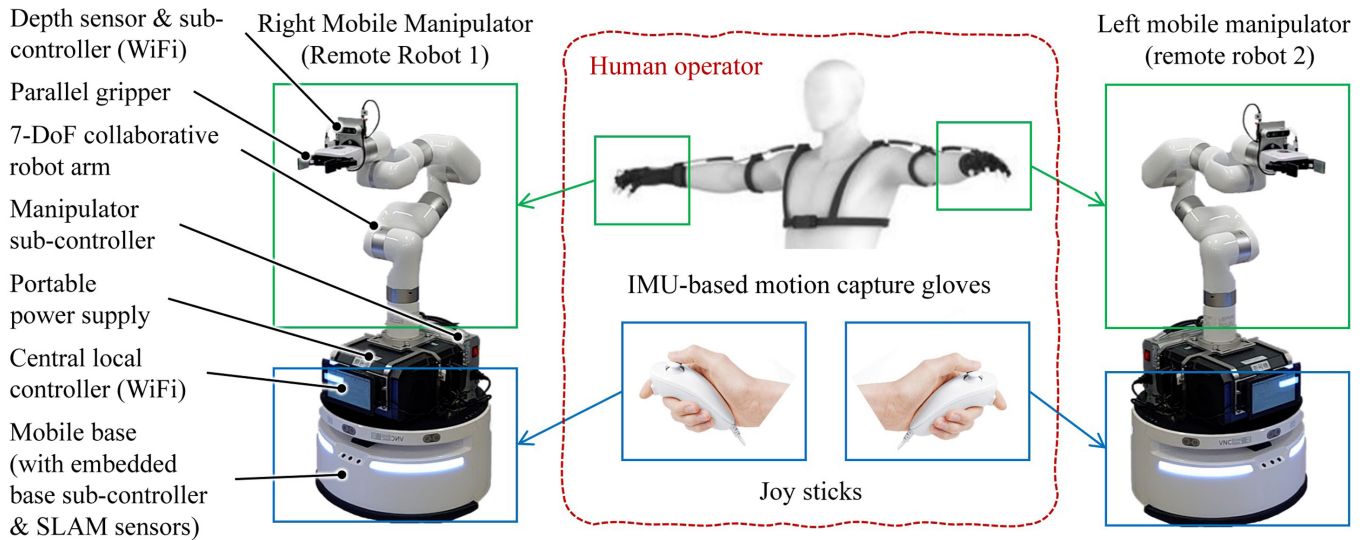 Depth sensor & sub-
controller (WiFi)
Parallel gripper
7-DoF collaborative
robot arm
Manipulator
sub-controller
Portable
power supply
Central local
controller (WiFi)
Mobile base
(with embedded
base sub-controller
& SLAM sensors)
Right Mobile Manipulator
(Remote Robot 1)
Human operator
IMU-based motion capture gloves
Joy sticks
Left mobile manipulator
(remote robot 2)